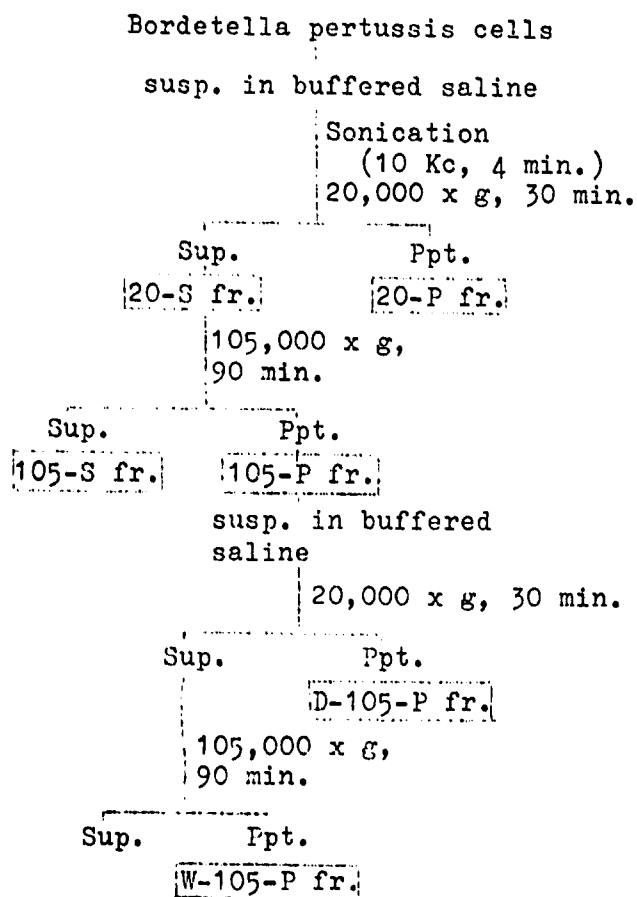 Bordetella pertussis cells
susp. in buffered saline
Sonication
(10 Kc, 4 min.)
20,000 x g, 30 min.
Sup. Ppt.
20-S fr. 20-P fr.
105,000 x g,
90 min.
Sup. Ppt.
105-S fr. 105-P fr.
susp. in buffered
saline
20,000 x g, 30 min.
Sup. Ppt.
D-105-P fr.
105,000 x g,
90 min.
Sup. Ppt.
W-105-P fr.